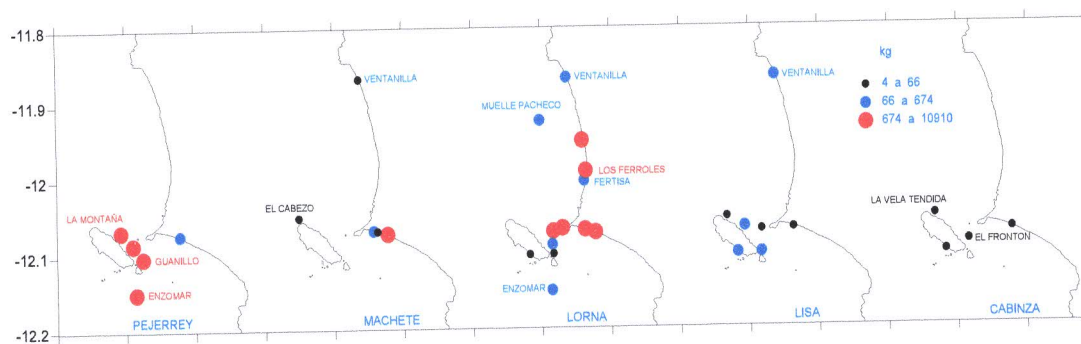 -11.8
-11.9
-12
-12.1
-12.2
LA MONTAÑA
GUANILLO
ENZOMAR
PEJERREY
VENTANILLA
EL CABEZO
MACHETE
VENTANILLA
MUELLE PACHECO
LOS FERROLES
FERTISA
ENZOMAR
LORNA
VENTANILLA
LISA
kg
4 a 66
66 a 674
674 a 10910
LA VELA TENDIDA
EL FRONTON
CABINZA